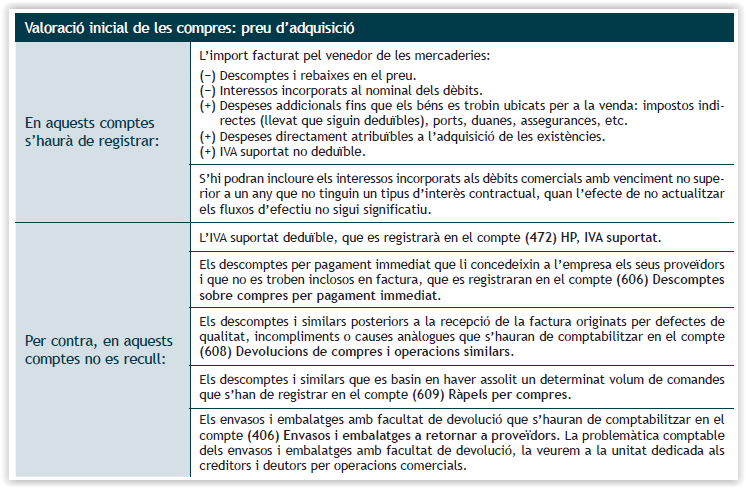 Valoració inicial de les compres: preu d’adquisició
En aquests comptes
s’haurà de registrar:
L’import facturat pel venedor de les mercaderies:
(−) Descomptes i rebaixes en el preu.
(−) Interessos incorporats al nominal dels dèbits.
(+) Despeses addicionals fins que els béns es trobin ubicats per a la venda: impostos indi-
rectes (llevat que siguin deduïbles), ports, duanes, assegurances, etc.
(+) Despeses directament atribuïbles a l’adquisició de les existències.
(+) IVA suportat no deduïble.
S’hi podran incloure els interessos incorporats als dèbits comercials amb venciment no supe-
rior a un any que no tinguin un tipus d’interès contractual, quan l’efecte de no actualitzar
els fluxos d’efectiu no sigui significatiu.
Per contra, en aquests
comptes no es recull:
L’IVA suportat deduïble, que es registrarà en el compte (472) HP, IVA suportat.
Els descomptes per pagament immediat que li concedeixin a l’empresa els seus proveïdors
i que no es troben inclosos en factura, que es registraran en el compte (606) Descomptes
sobre compres per pagament immediat.
Els descomptes i similars posteriors a la recepció de la factura originats per defectes de
qualitat, incompliments o causes anàlogues que s’hauran de comptabilitzar en el compte
(608) Devolucions de compres i operacions similars.
Els descomptes i similars que es basin en haver assolit un determinat volum de comandes
que s’han de registrar en el compte (609) Ràpels per compres.
Els envasos i embalatges amb facultat de devolució que s’hauran de comptabilitzar en el
compte (406) Envasos i embalatges a retornar a proveïdors. La problemàtica comptable
dels envasos i embalatges amb facultat de devolució, la veurem a la unitat dedicada als
creditors i deutors per operacions comercials.